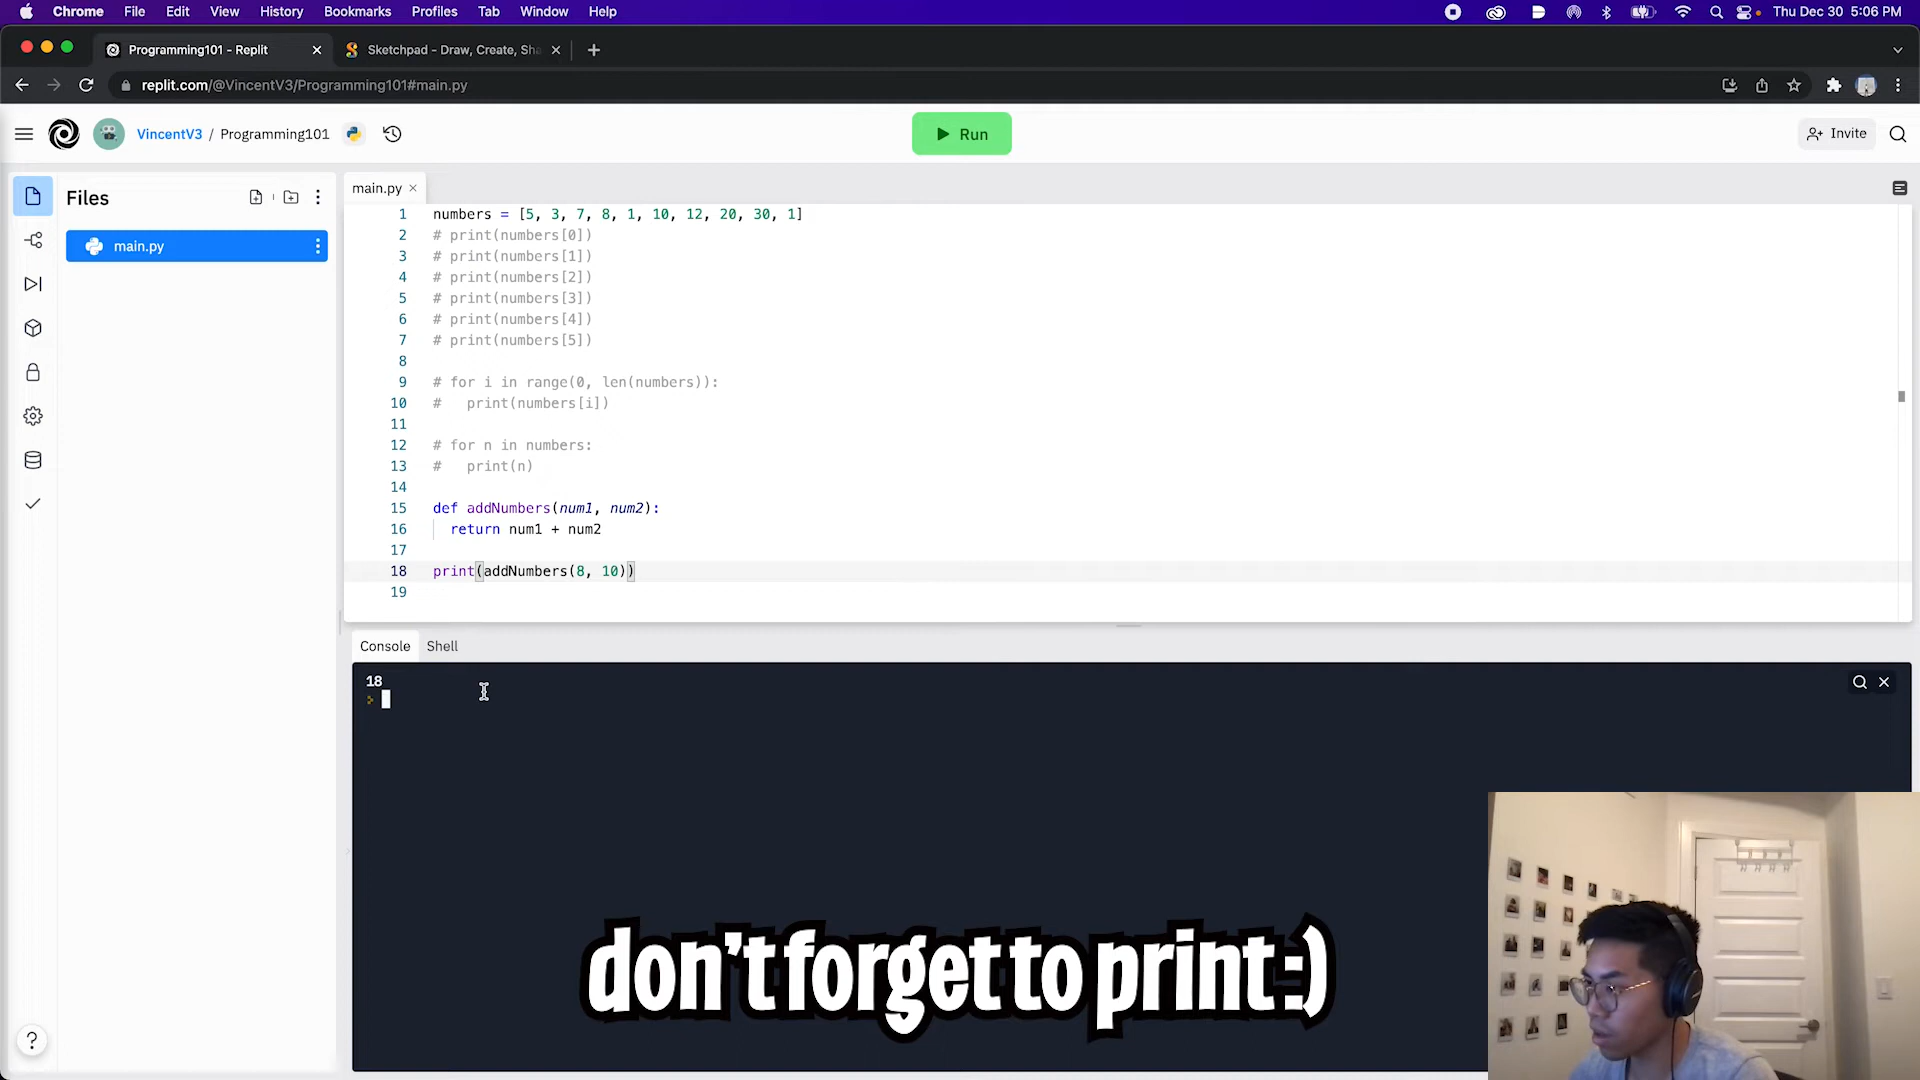 Chrome File Edit View History Bookmarks Profiles Tab Window Help Thu Dec 30 5:06 PM
Programming101 - Replit Sketchpad - Draw, Create, Sha
replit.com/@VincentV3/Programming101#main.py
VincentV3 / Programming101 Run Invite
Files
main.py
main.py
1 numbers = [5, 3, 7, 8, 1, 10, 12, 20, 30, 1]
2 # print(numbers[0])
3 # print(numbers[1])
4 # print(numbers[2])
5 # print(numbers[3])
6 # print(numbers[4])
7 # print(numbers[5])
8
9 # for i in range(0, len(numbers)):
10 #   print(numbers[i])
11
12 # for n in numbers:
13 #   print(n)
14
15 def addNumbers(num1, num2):
16   return num1 + num2
17
18 print(addNumbers(8, 10))
19
Console Shell
18
>
don't forget to print :)
?